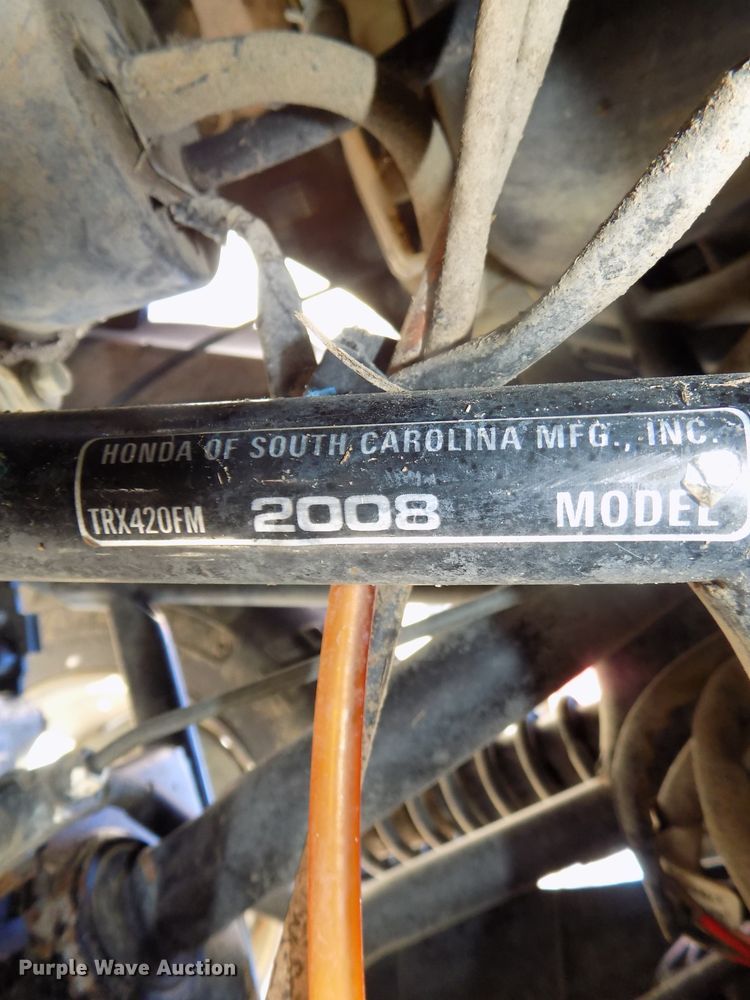 HONDA OF SOUTH CAROLINA MFG., INC.
TRX420FM 2008 MODEL
Purple Wave Auction